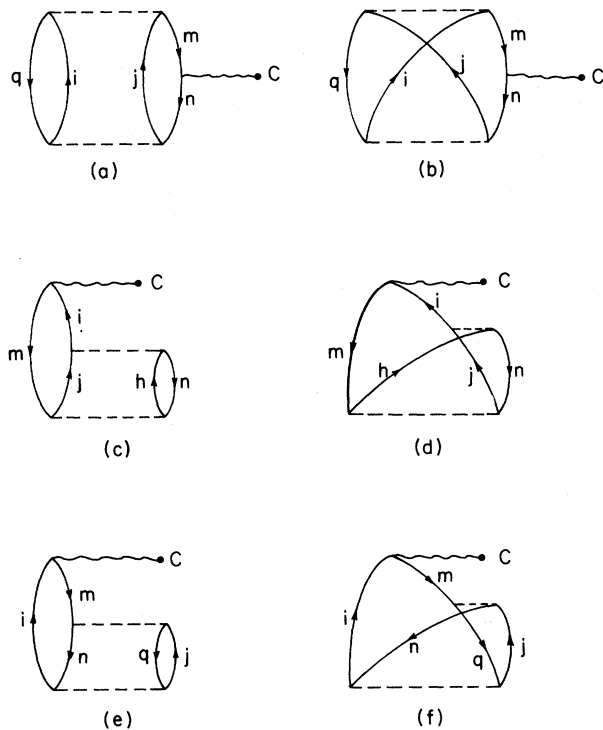 q i j m n C
(a)
q i j m n C
(b)
C
i
m j h n
(c)
C
i
m h j n
(d)
C
m
i n q j
(e)
C
m
i n q j
(f)